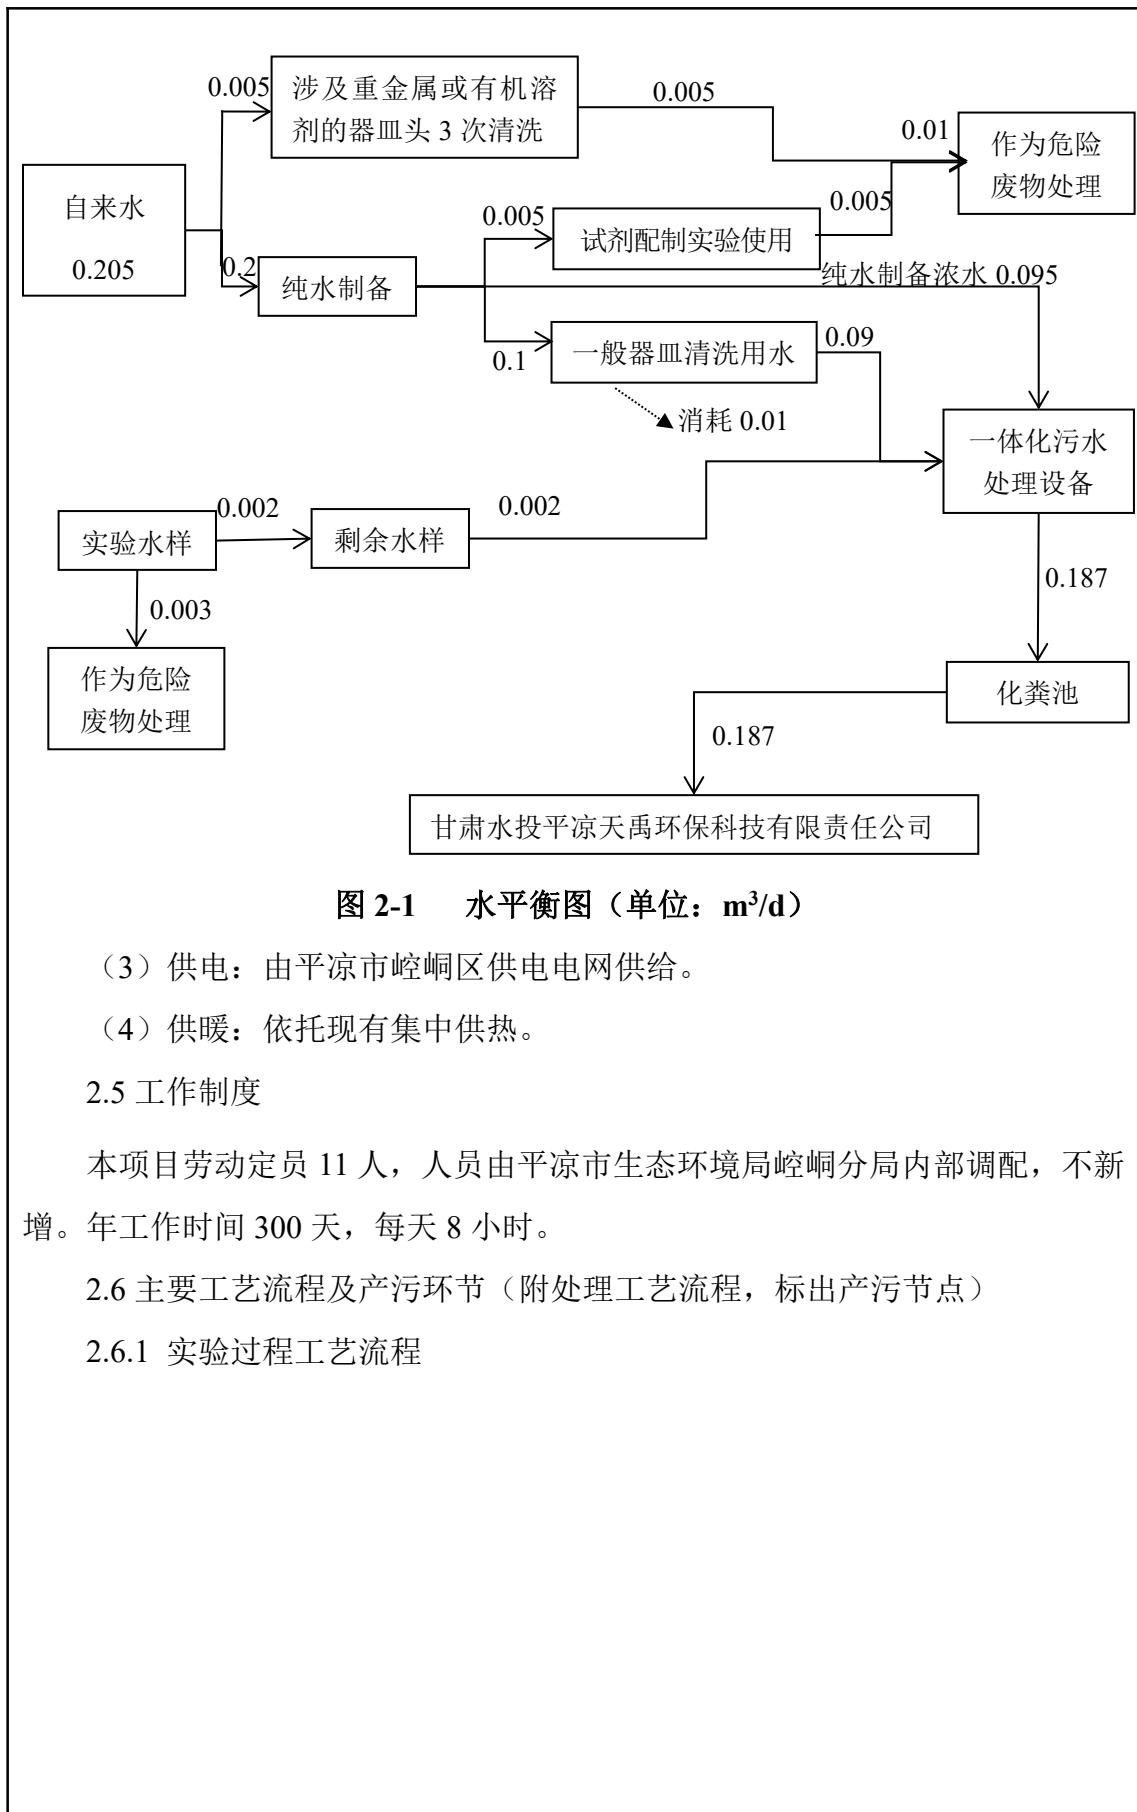 0.005
涉及重金属或有机溶
剂的器皿头 3 次清洗
0.005
0.01
作为危险
废物处理
自来水
0.205
0.2
纯水制备
0.005
试剂配制实验使用
0.005
纯水制备浓水 0.095
0.1
一般器皿清洗用水
0.09
消耗 0.01
一体化污水
处理设备
实验水样
0.002
剩余水样
0.002
0.187
0.003
作为危险
废物处理
化粪池
0.187
甘肃水投平凉天禹环保科技有限责任公司
图 2-1 水平衡图（单位：m³/d）
（3）供电：由平凉市崆峒区供电电网供给。
（4）供暖：依托现有集中供热。
2.5 工作制度
本项目劳动定员 11 人，人员由平凉市生态环境局崆峒分局内部调配，不新
增。年工作时间 300 天，每天 8 小时。
2.6 主要工艺流程及产污环节（附处理工艺流程，标出产污节点）
2.6.1 实验过程工艺流程